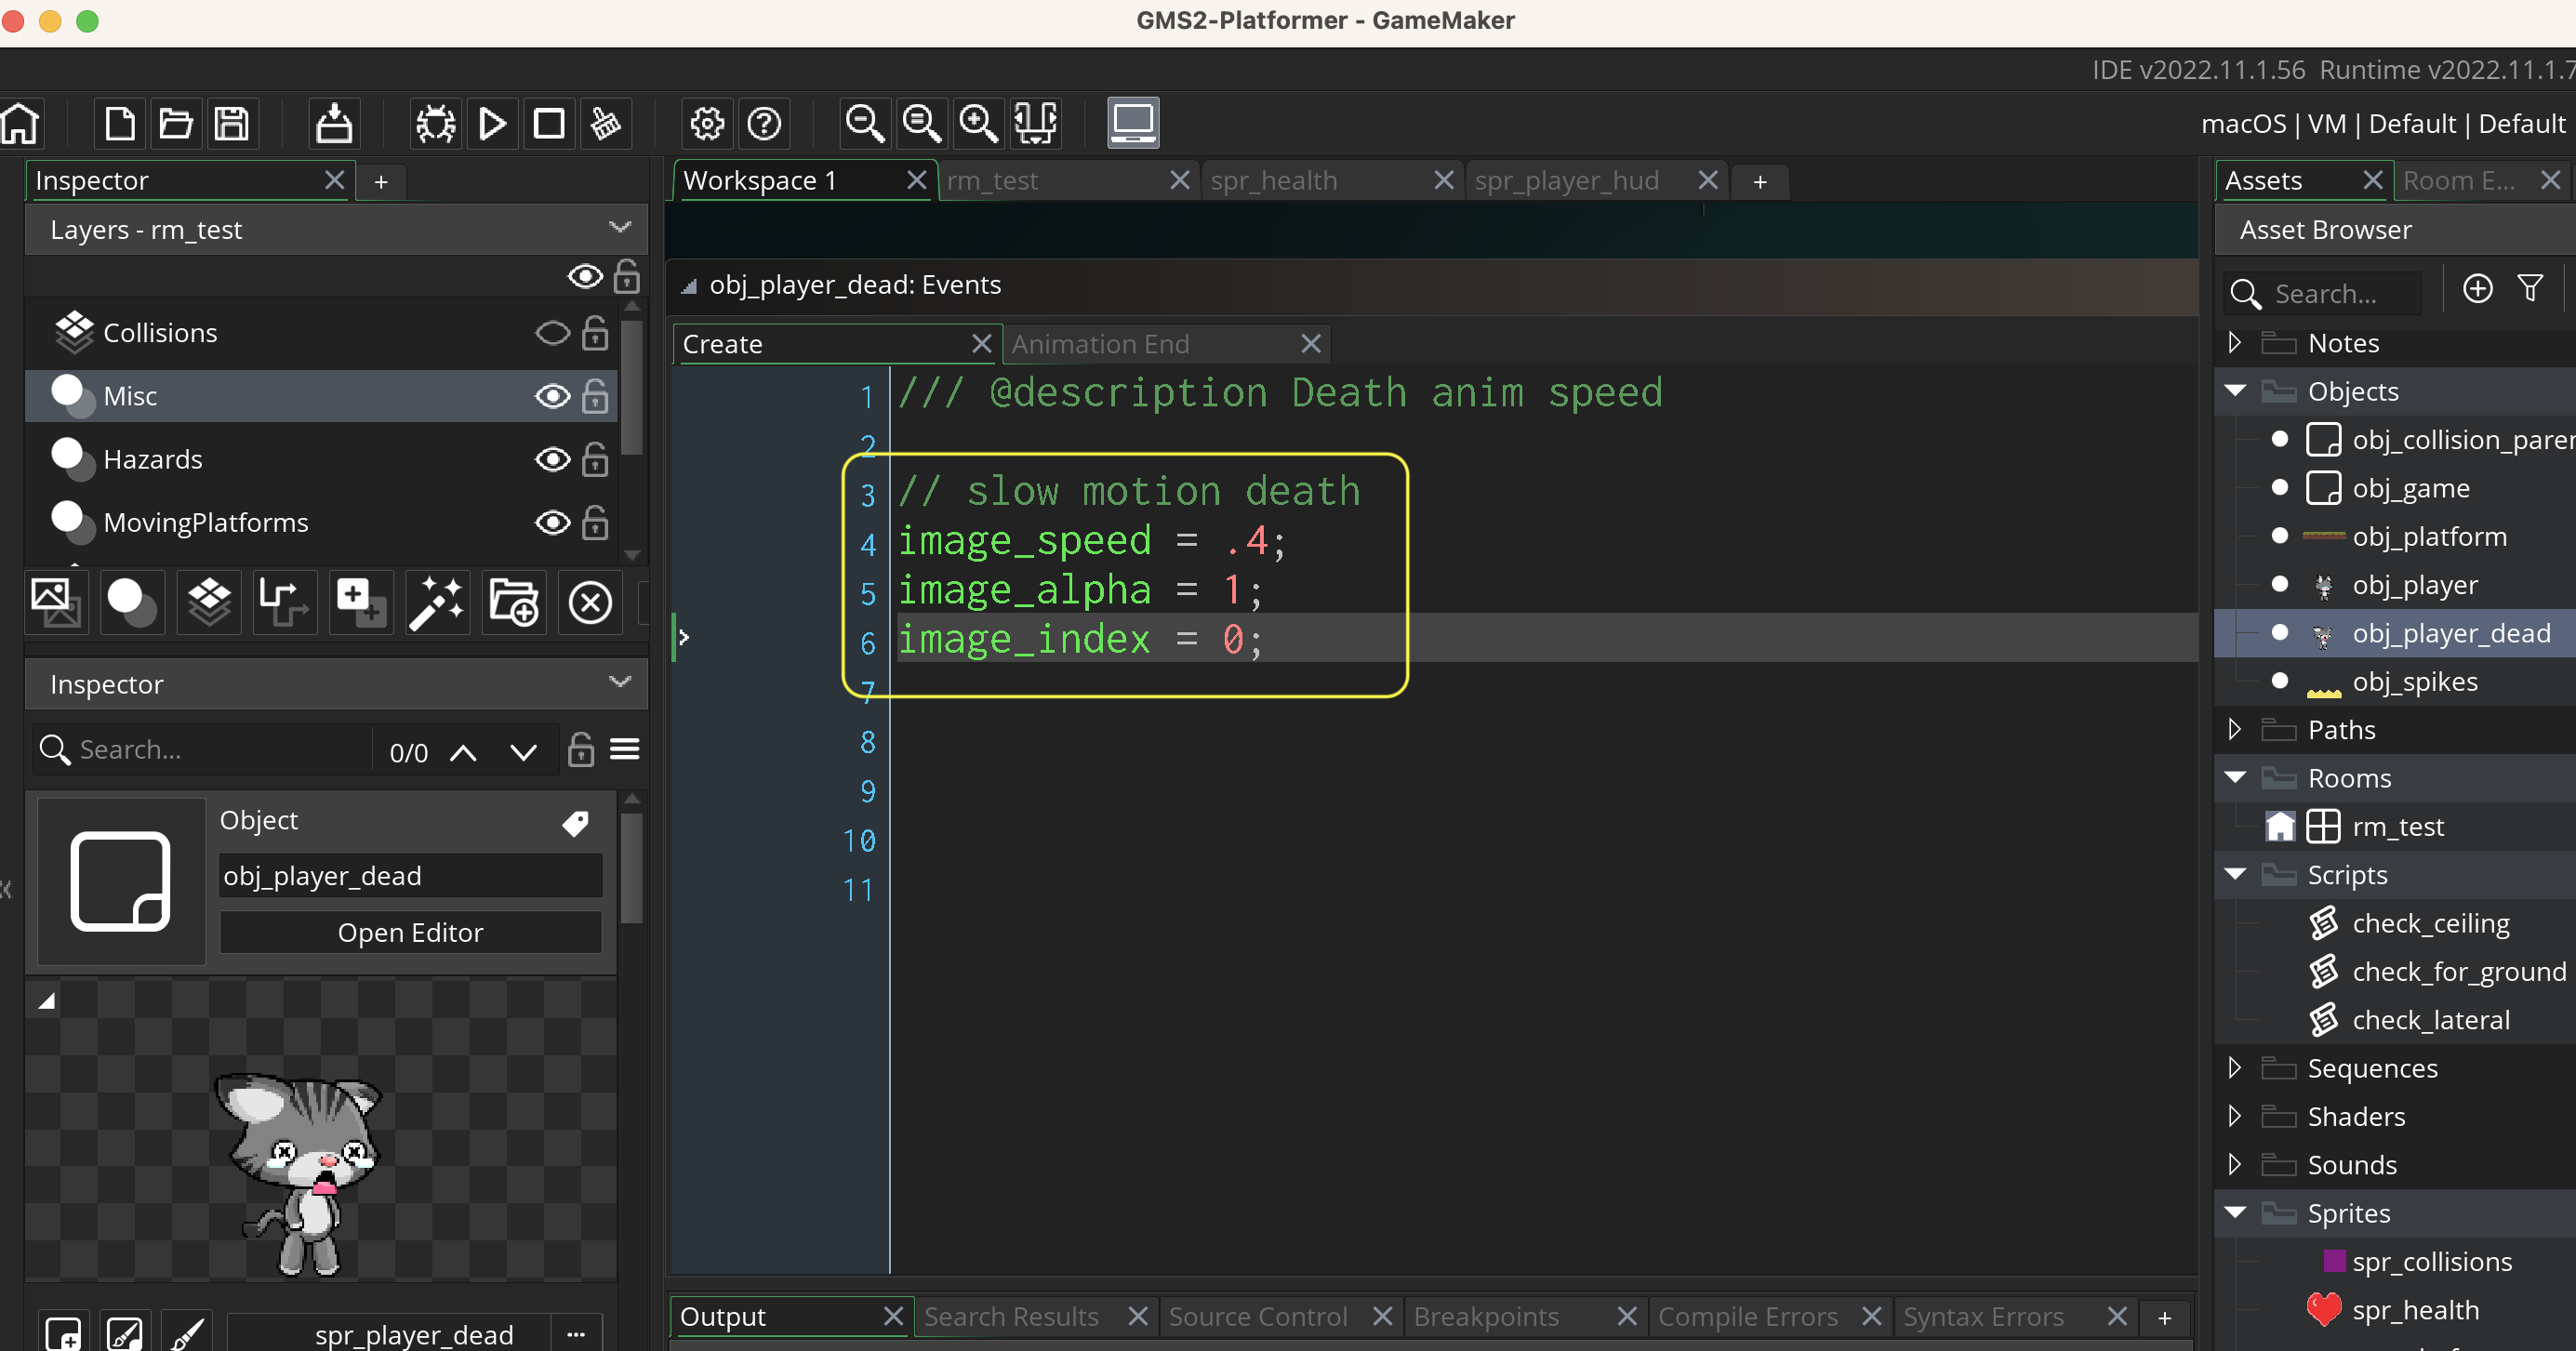 GMS2-Platformer - GameMaker
IDE v2022.11.1.56 Runtime v2022.11.1.7
macOS | VM | Default | Default
Inspector
+
Workspace 1
rm_test
spr_health
spr_player_hud
+
Assets
Room E...
Layers - rm_test
Asset Browser
Search...
Collisions
Misc
Hazards
MovingPlatforms
obj_player_dead: Events
Create
Animation End
1 /// @description Death anim speed
2
3 // slow motion death
4 image_speed = .4;
5 image_alpha = 1;
6 image_index = 0;
7
8
9
10
11
Inspector
Search...
0/0
Object
obj_player_dead
Open Editor
spr_player_dead
...
Notes
Objects
obj_collision_paren
obj_game
obj_platform
obj_player
obj_player_dead
obj_spikes
Paths
Rooms
rm_test
Scripts
check_ceiling
check_for_ground
check_lateral
Sequences
Shaders
Sounds
Sprites
spr_collisions
spr_health
Output
Search Results
Source Control
Breakpoints
Compile Errors
Syntax Errors
+